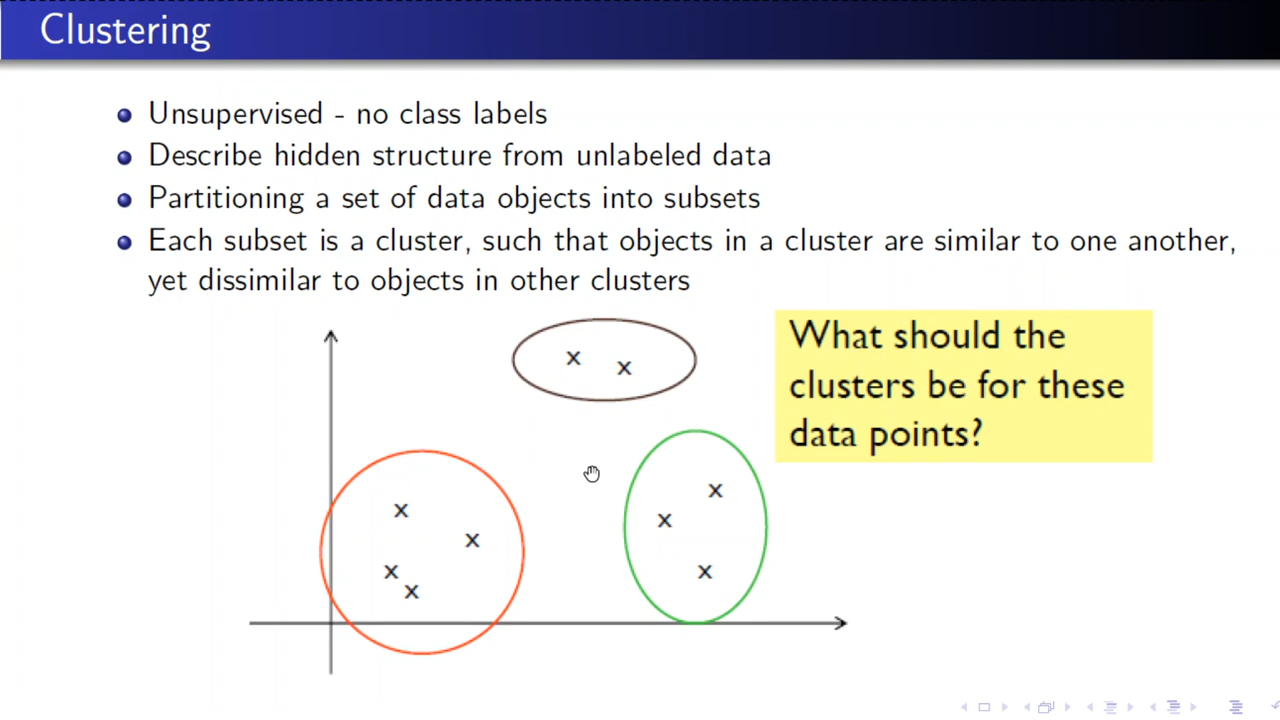 Clustering
Unsupervised - no class labels
Describe hidden structure from unlabeled data
Partitioning a set of data objects into subsets
Each subset is a cluster, such that objects in a cluster are similar to one another,
yet dissimilar to objects in other clusters
What should the
clusters be for these
data points?
x x
x x x x
x x x